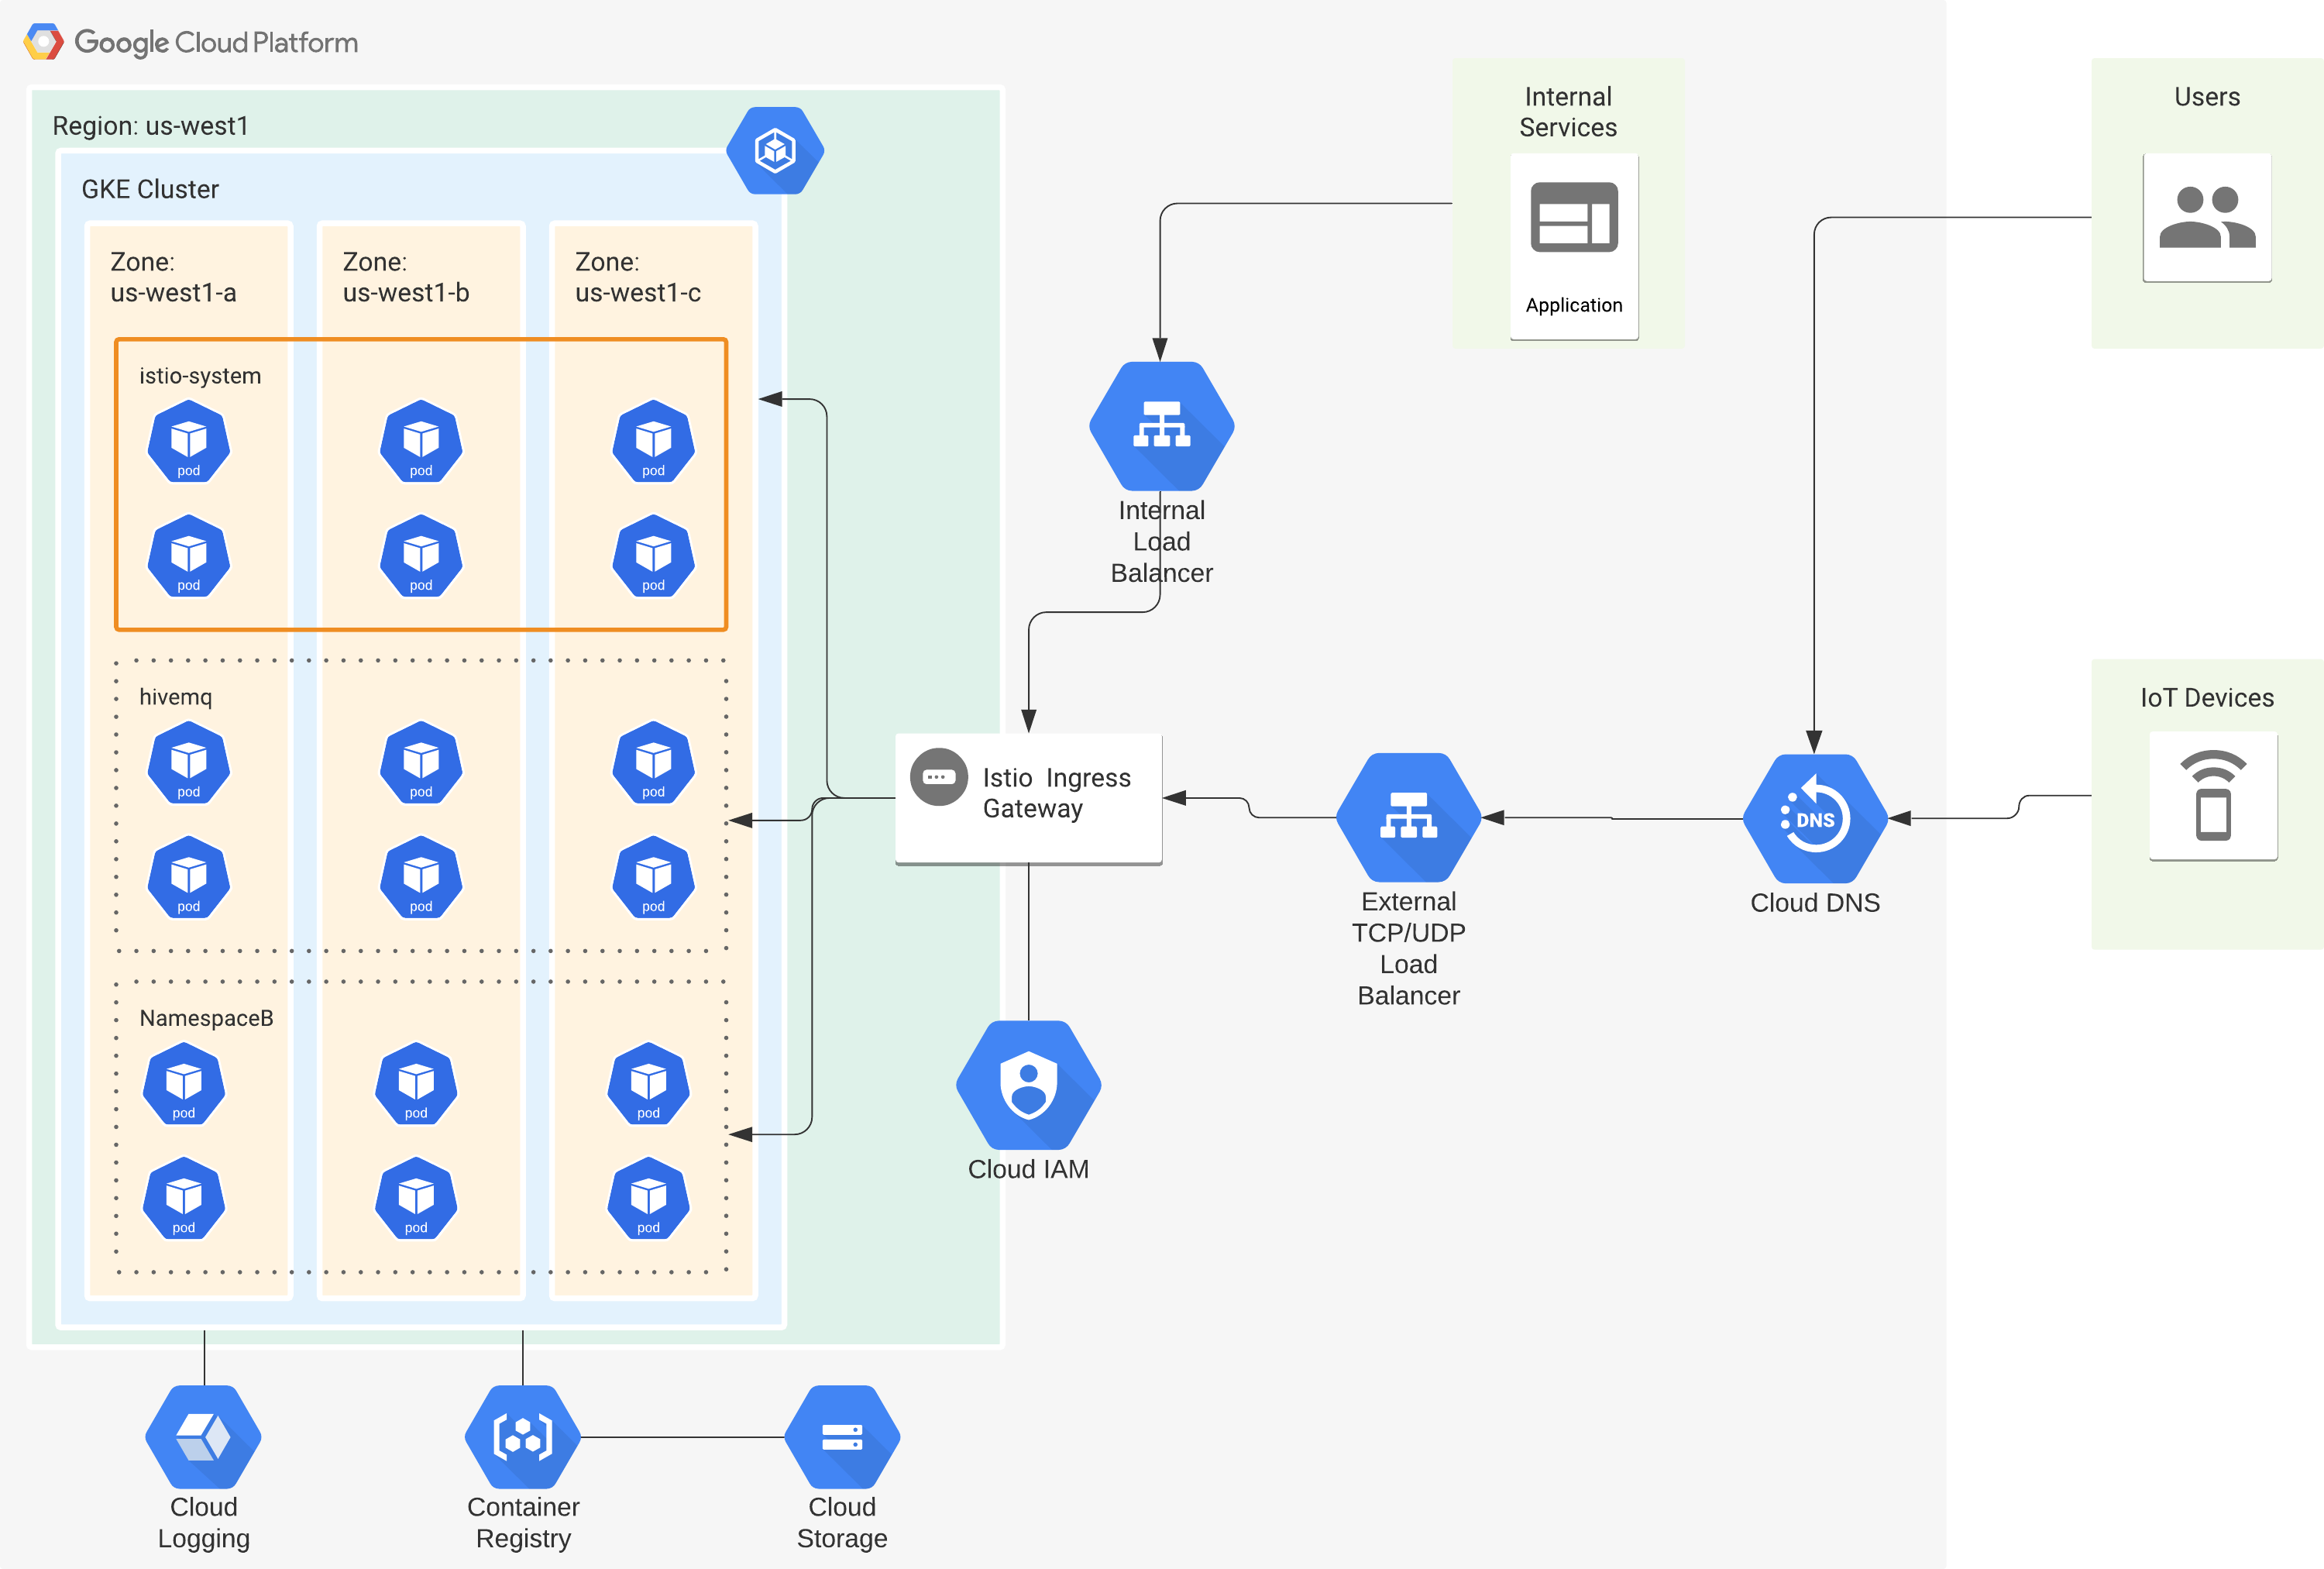 Google Cloud Platform
Region: us-west1
GKE Cluster
Zone:
us-west1-a
Zone:
us-west1-b
Zone:
us-west1-c
istio-system
pod
pod
pod
pod
pod
pod
hivemq
pod
pod
pod
pod
pod
pod
NamespaceB
pod
pod
pod
pod
pod
pod
Internal
Services
Application
Users
Internal
Load
Balancer
Istio Ingress
Gateway
External
TCP/UDP
Load
Balancer
DNS
Cloud DNS
IoT Devices
Cloud IAM
Cloud
Logging
Container
Registry
Cloud
Storage